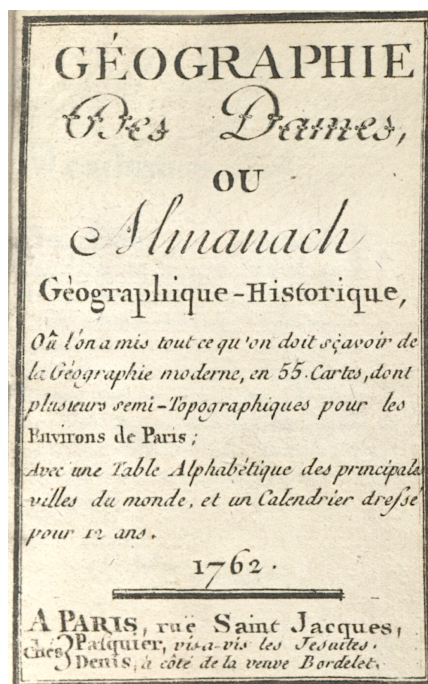 GÉOGRAPHIE
Des Dames,
OU
Almanach
Géographique-Historique,
Où l'on a mis tout ce qu'on doit sçavoir de
la Géographie moderne, en 55. Cartes, dont
plusieurs semi-Topographiques pour les
Environs de Paris;
Avec une Table Alphabétique des principales
villes du monde, et un Calendrier dressé
pour 12 ans.
1762.
A PARIS, ruë Saint Jacques,
chés Pasquier, vis-a-vis les Jesuites.
Denis, à côté de la veuve Bordelet.